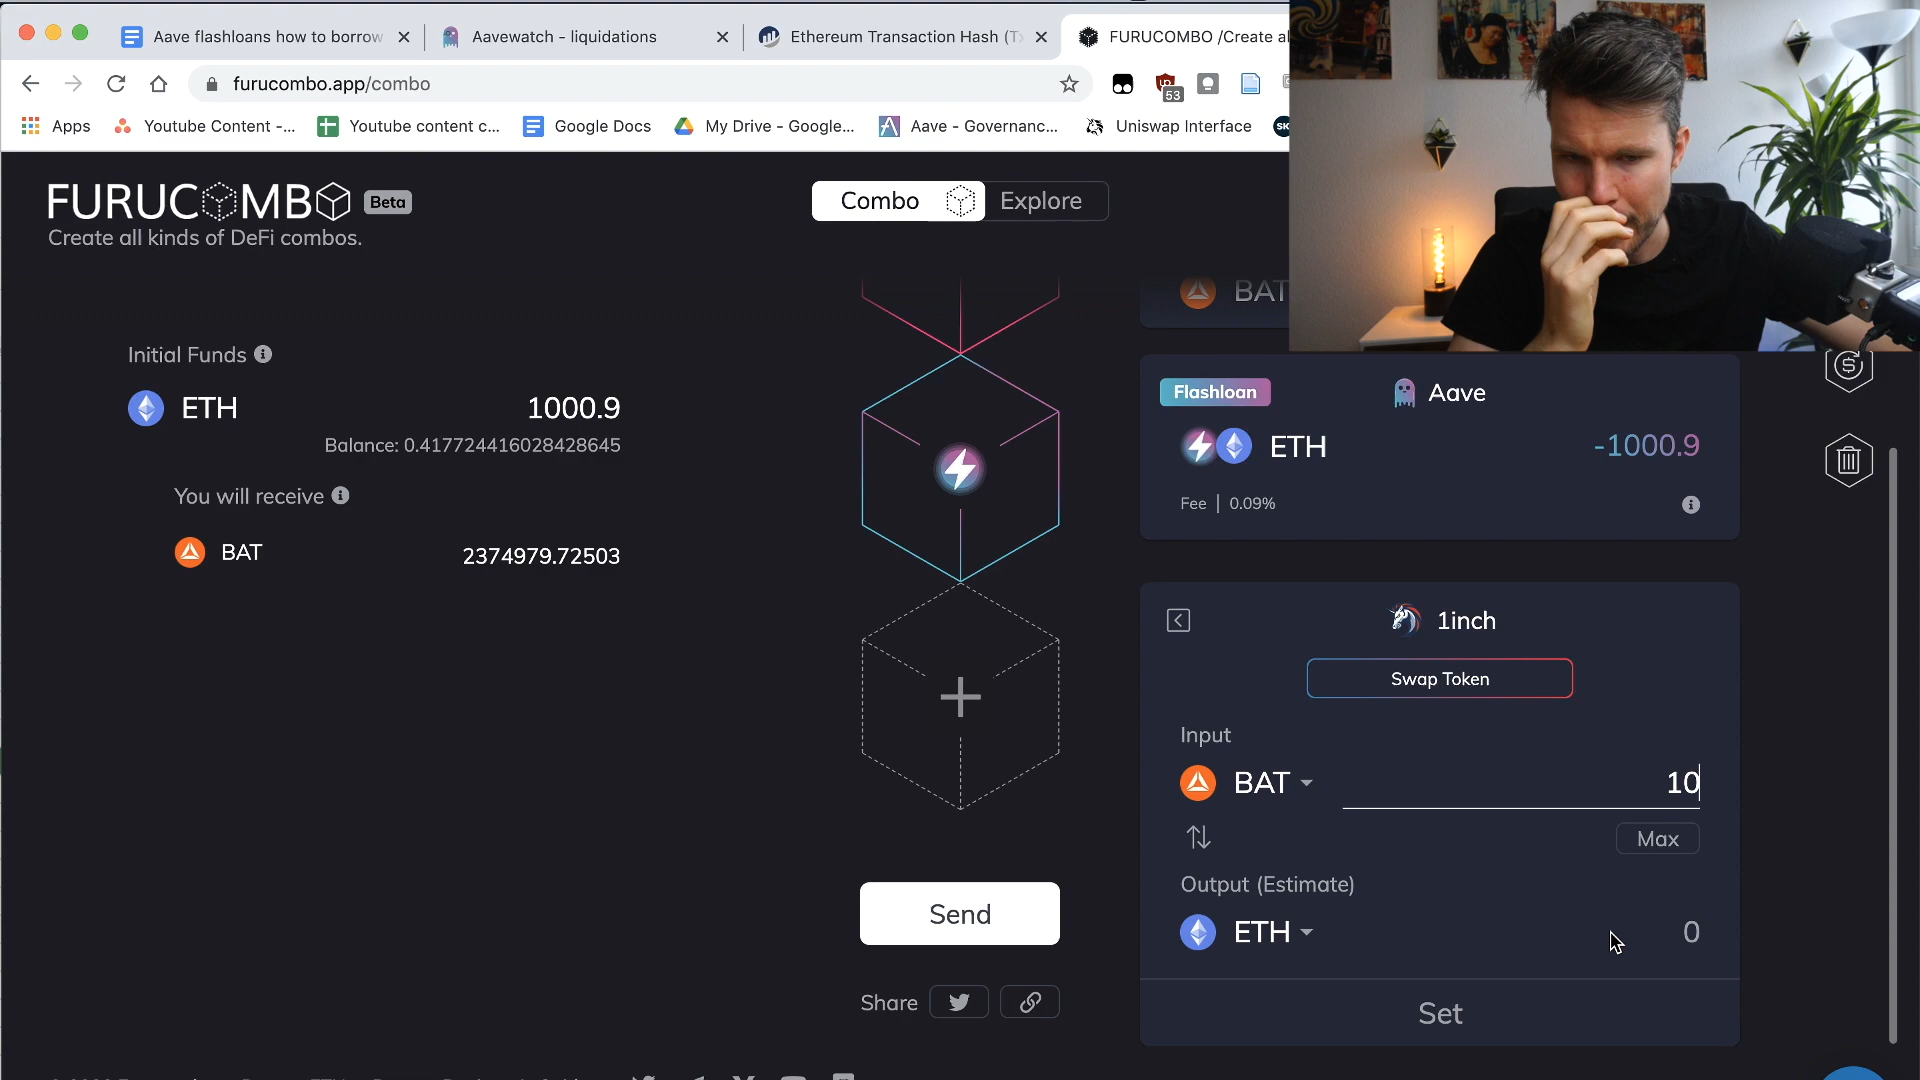 Aave flashloans how to borrow
Aavewatch - liquidations
Ethereum Transaction Hash (Tx
FURUCOMBO /Create al
furucombo.app/combo
53
Apps
Youtube Content -...
Youtube content c...
Google Docs
My Drive - Google...
Aave - Governanc...
Uniswap Interface
SK
FURUCOMBO Beta
Create all kinds of DeFi combos.
Combo
Explore
BAT
Initial Funds
ETH 1000.9
Balance: 0.417724416028428645
You will receive
BAT 2374979.72503
Flashloan Aave
ETH -1000.9
Fee | 0.09%
1inch
Swap Token
Input
BAT 10
Max
Output (Estimate)
ETH 0
Set
Send
Share